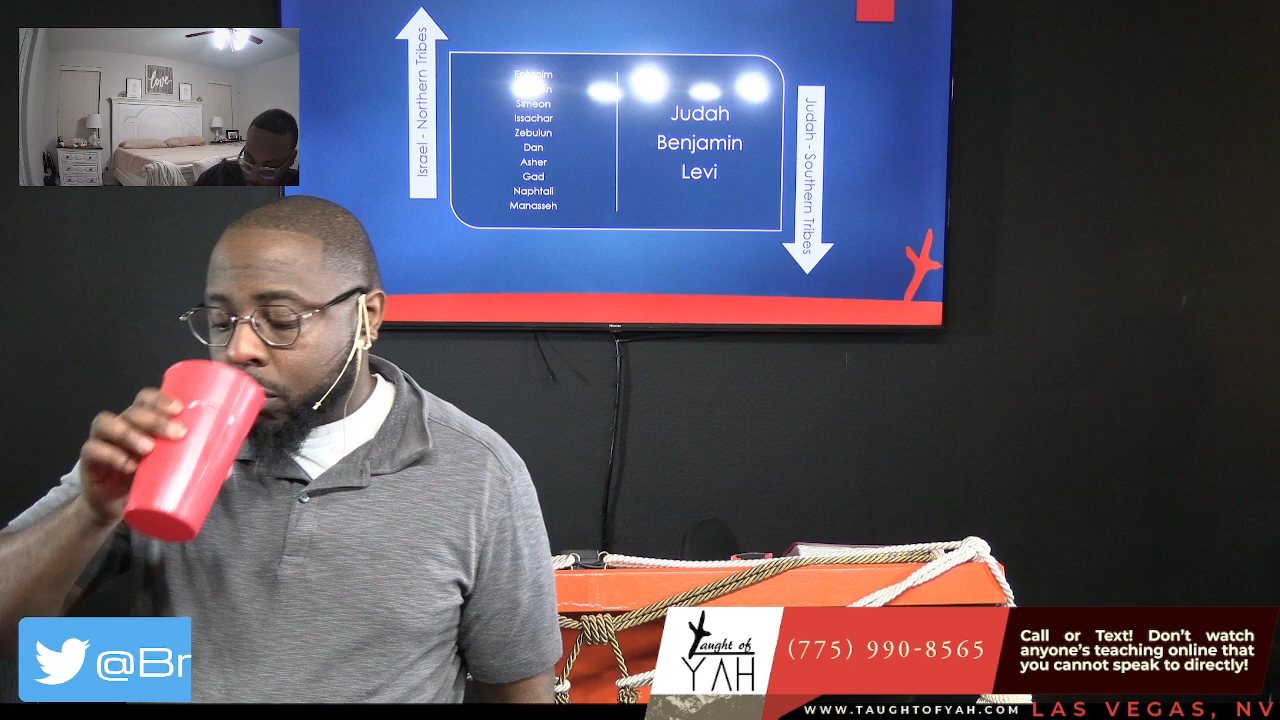 love
Israel - Northern Tribes
Ephraim
Simeon
Issachar
Zebulun
Dan
Asher
Gad
Naphtali
Manasseh
Judah
Benjamin
Levi
Judah - Southern Tribes
Hisense
@Br
Taught of
YAH
(775) 990-8565
Call or Text! Don't watch
anyone's teaching online that
you cannot speak to directly!
WWW.TAUGHTOFYAH.COM
LAS VEGAS, NV